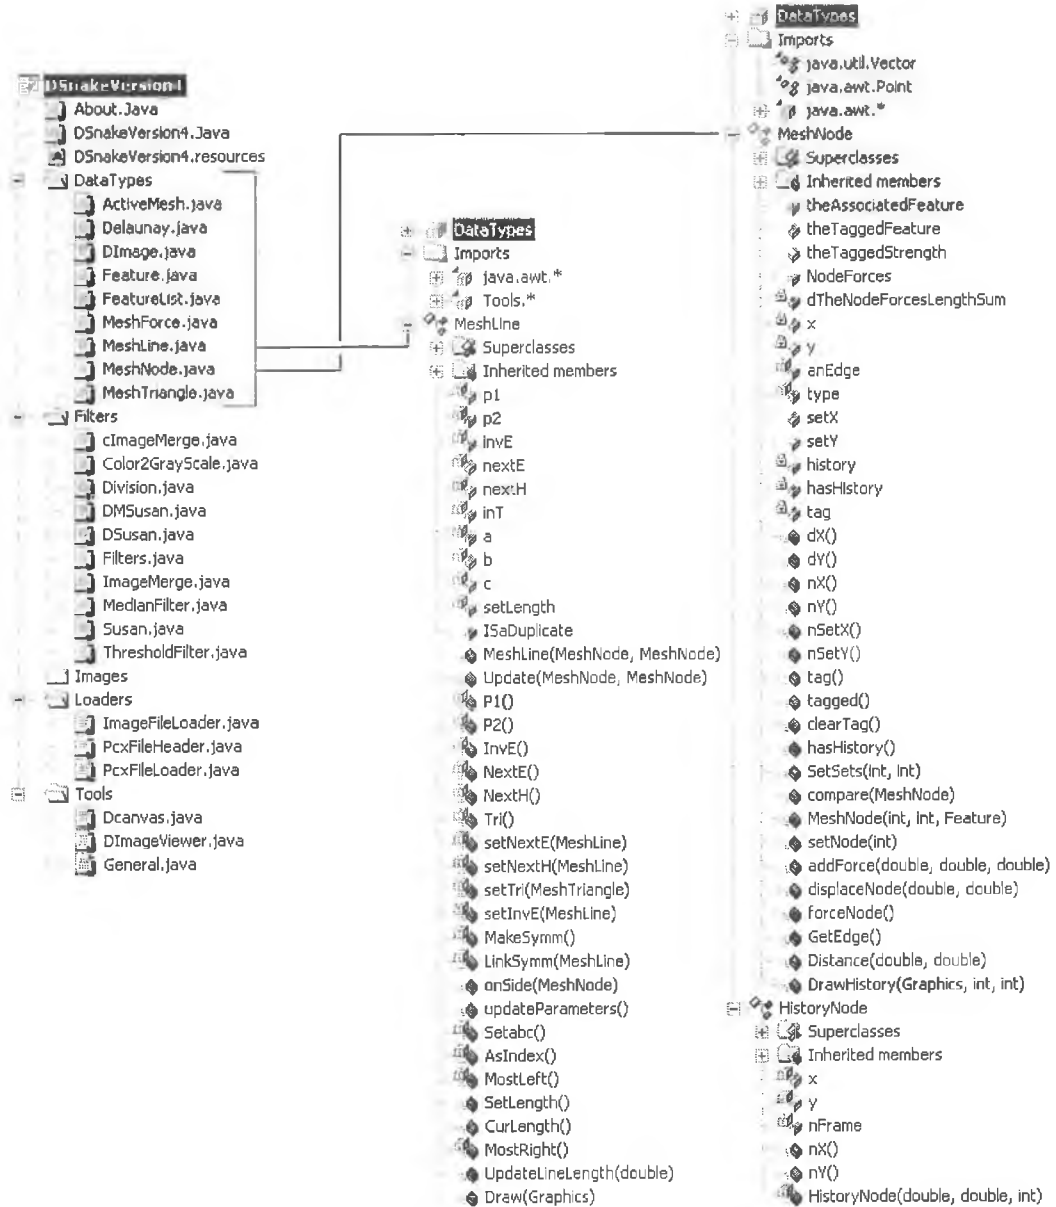 DSnakeVersion4
About.Java
DSnakeVersion4.Java
DSnakeVersion4.resources
DataTypes
ActiveMesh.java
Delaunay.java
DImage.java
Feature.java
FeatureList.java
MeshForce.java
MeshLine.java
MeshNode.java
MeshTriangle.java
Filters
cImageMerge.java
Color2GrayScale.java
Division.java
DMSusan.java
DSusan.java
Filters.java
ImageMerge.java
MedianFilter.java
Susan.java
ThresholdFilter.java
Images
Loaders
ImageFileLoader.java
PcxFileHeader.java
PcxFileLoader.java
Tools
Dcanvas.java
DImageViewer.java
General.java
DataTypes
Imports
java.awt.*
Tools.*
MeshLine
Superclasses
Inherited members
p1
p2
invE
nextE
nextH
inT
a
b
c
setLength
ISaDuplicate
MeshLine(MeshNode, MeshNode)
Update(MeshNode, MeshNode)
P1()
P2()
InvE()
NextE()
NextH()
Tri()
setNextE(MeshLine)
setNextH(MeshLine)
setTri(MeshTriangle)
setInvE(MeshLine)
MakeSymm()
LinkSymm(MeshLine)
onSide(MeshNode)
updateParameters()
Setabc()
AsIndex()
MostLeft()
SetLength()
CurLength()
MostRight()
UpdateLineLength(double)
Draw(Graphics)
DataTypes
Imports
java.util.Vector
java.awt.Point
java.awt.*
MeshNode
Superclasses
Inherited members
theAssociatedFeature
theTaggedFeature
theTaggedStrength
NodeForces
dTheNodeForcesLengthSum
x
y
anEdge
type
setX
setY
history
hasHistory
tag
dX()
dY()
nX()
nY()
nSetX()
nSetY()
tag()
tagged()
clearTag()
hasHistory()
SetSets(int, int)
compare(MeshNode)
MeshNode(int, int, Feature)
setNode(int)
addForce(double, double, double)
displaceNode(double, double)
forceNode()
GetEdge()
Distance(double, double)
DrawHistory(Graphics, int, int)
HistoryNode
Superclasses
Inherited members
x
y
nFrame
nX()
nY()
HistoryNode(double, double, int)